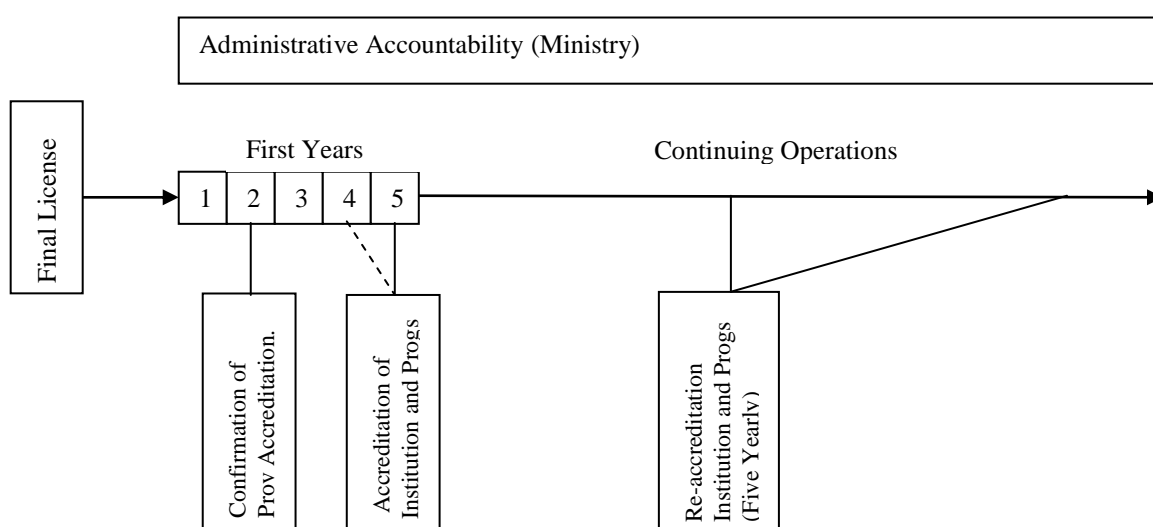 Administrative Accountability (Ministry)
Final License
First Years
Continuing Operations
1 2 3 4 5
Confirmation of
Prov Accreditation.
Accreditation of
Institution and Progs
Re-accreditation
Institution and Progs
(Five Yearly)